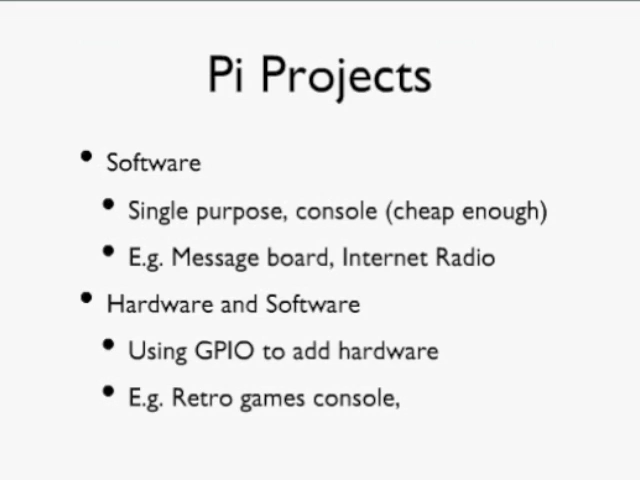 Pi Projects
• Software
• Single purpose, console (cheap enough)
• E.g. Message board, Internet Radio
• Hardware and Software
• Using GPIO to add hardware
• E.g. Retro games console,